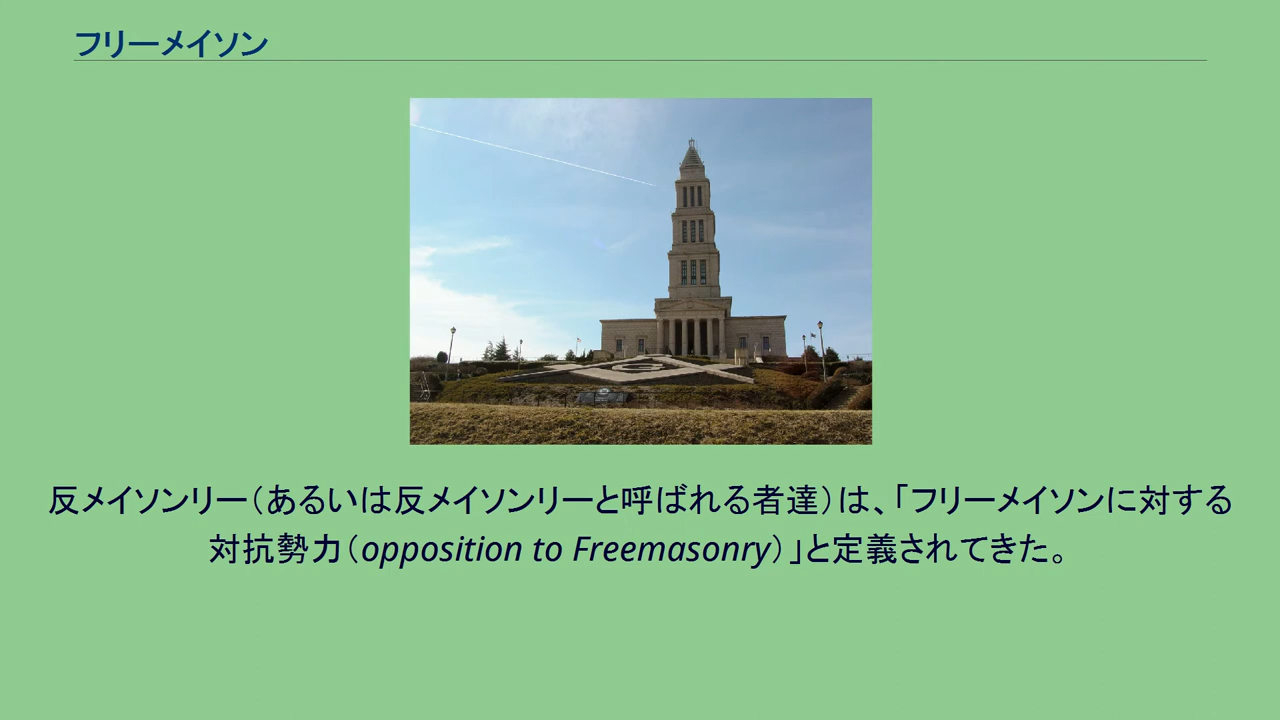 フリーメイソン
G
反メイソンリー（あるいは反メイソンリーと呼ばれる者達）は、「フリーメイソンに対する
対抗勢力（opposition to Freemasonry）」と定義されてきた。